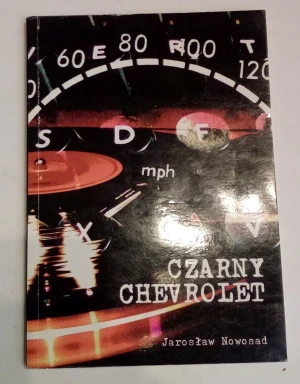 Y E R T
60 80 100 120
S D F
mph
X V
CZARNY
CHEVROLET
Jarosław Nowosad